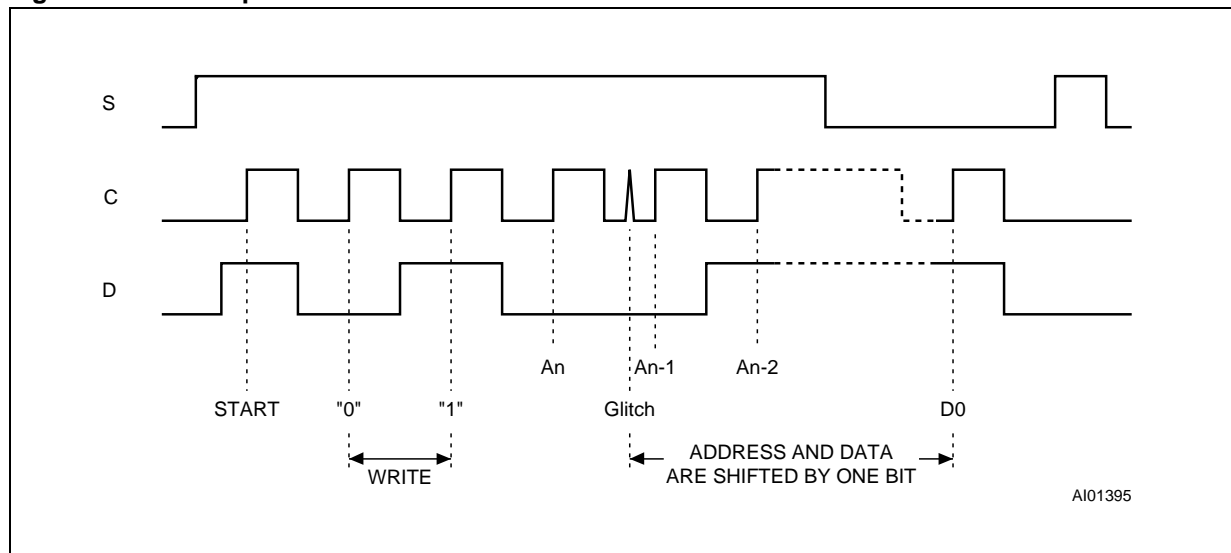 S
C
D
An An-1 An-2
START "0" "1" Glitch D0
WRITE
ADDRESS AND DATA
ARE SHIFTED BY ONE BIT
AI01395